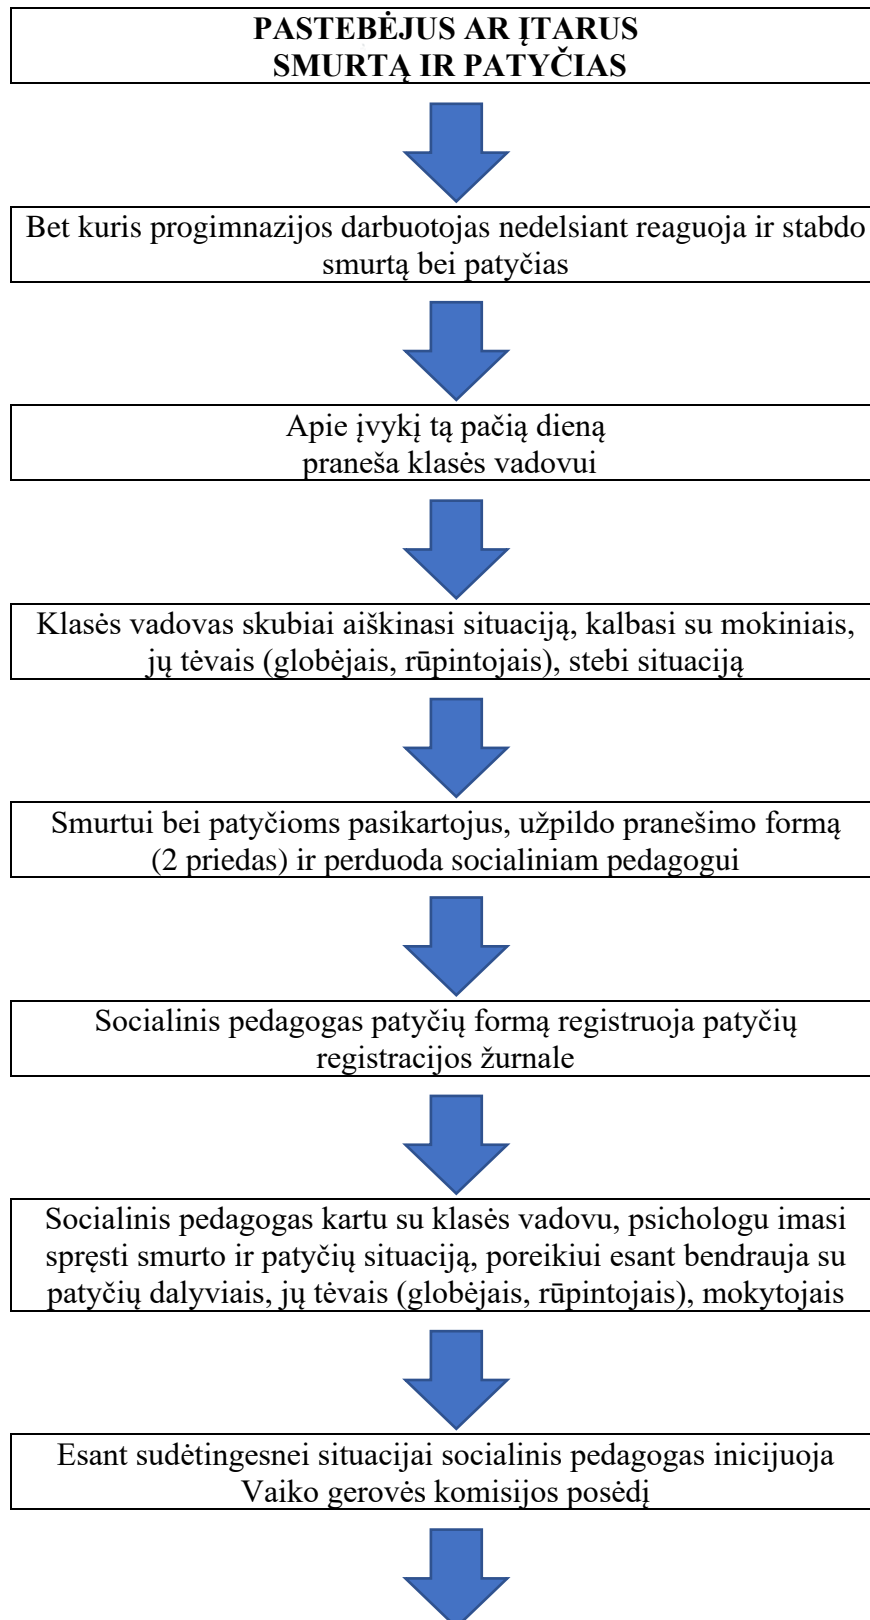 PASTEBĖJUS AR ĮTARUS
SMURTĄ IR PATYČIAS
Bet kuris progimnazijos darbuotojas nedelsiant reaguoja ir stabdo
smurtą bei patyčias
Apie įvykį tą pačią dieną
praneša klasės vadovui
Klasės vadovas skubiai aiškinasi situaciją, kalbasi su mokiniais,
jų tėvais (globėjais, rūpintojais), stebi situaciją
Smurtui bei patyčioms pasikartojus, užpildo pranešimo formą
(2 priedas) ir perduoda socialiniam pedagogui
Socialinis pedagogas patyčių formą registruoja patyčių
registracijos žurnale
Socialinis pedagogas kartu su klasės vadovu, psichologu imasi
spręsti smurto ir patyčių situaciją, poreikiui esant bendrauja su
patyčių dalyviais, jų tėvais (globėjais, rūpintojais), mokytojais
Esant sudėtingesnei situacijai socialinis pedagogas inicijuoja
Vaiko gerovės komisijos posėdį